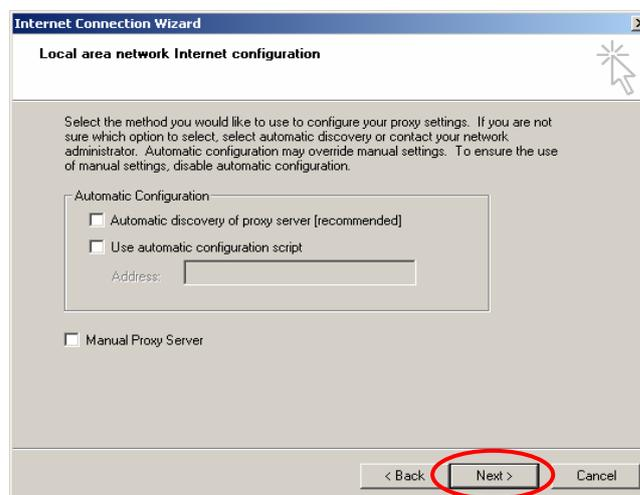 Internet Connection Wizard
Local area network Internet configuration
Select the method you would like to use to configure your proxy settings. If you are not
sure which option to select, select automatic discovery or contact your network
administrator. Automatic configuration may override manual settings. To ensure the use
of manual settings, disable automatic configuration.
Automatic Configuration
Automatic discovery of proxy server [recommended]
Use automatic configuration script
Address:
Manual Proxy Server
< Back
Next >
Cancel